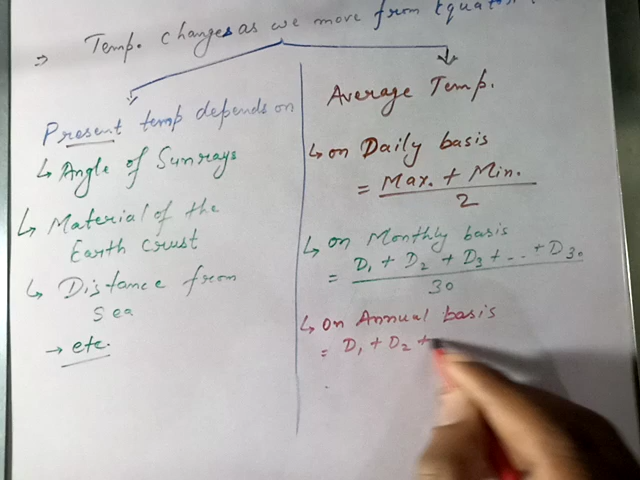 ⇒ Temp. changes as we move from Equator
Present temp depends on
↳ Angle of Sunrays
↳ Material of the
Earth Crust
↳ Distance from
Sea
→ etc.
Average Temp.
↳ on Daily basis
= Max. + Min.
2
↳ on Monthly basis
= D₁ + D₂ + D₃ + ... + D₃₀
30
↳ on Annual basis
= D₁ + D₂ +